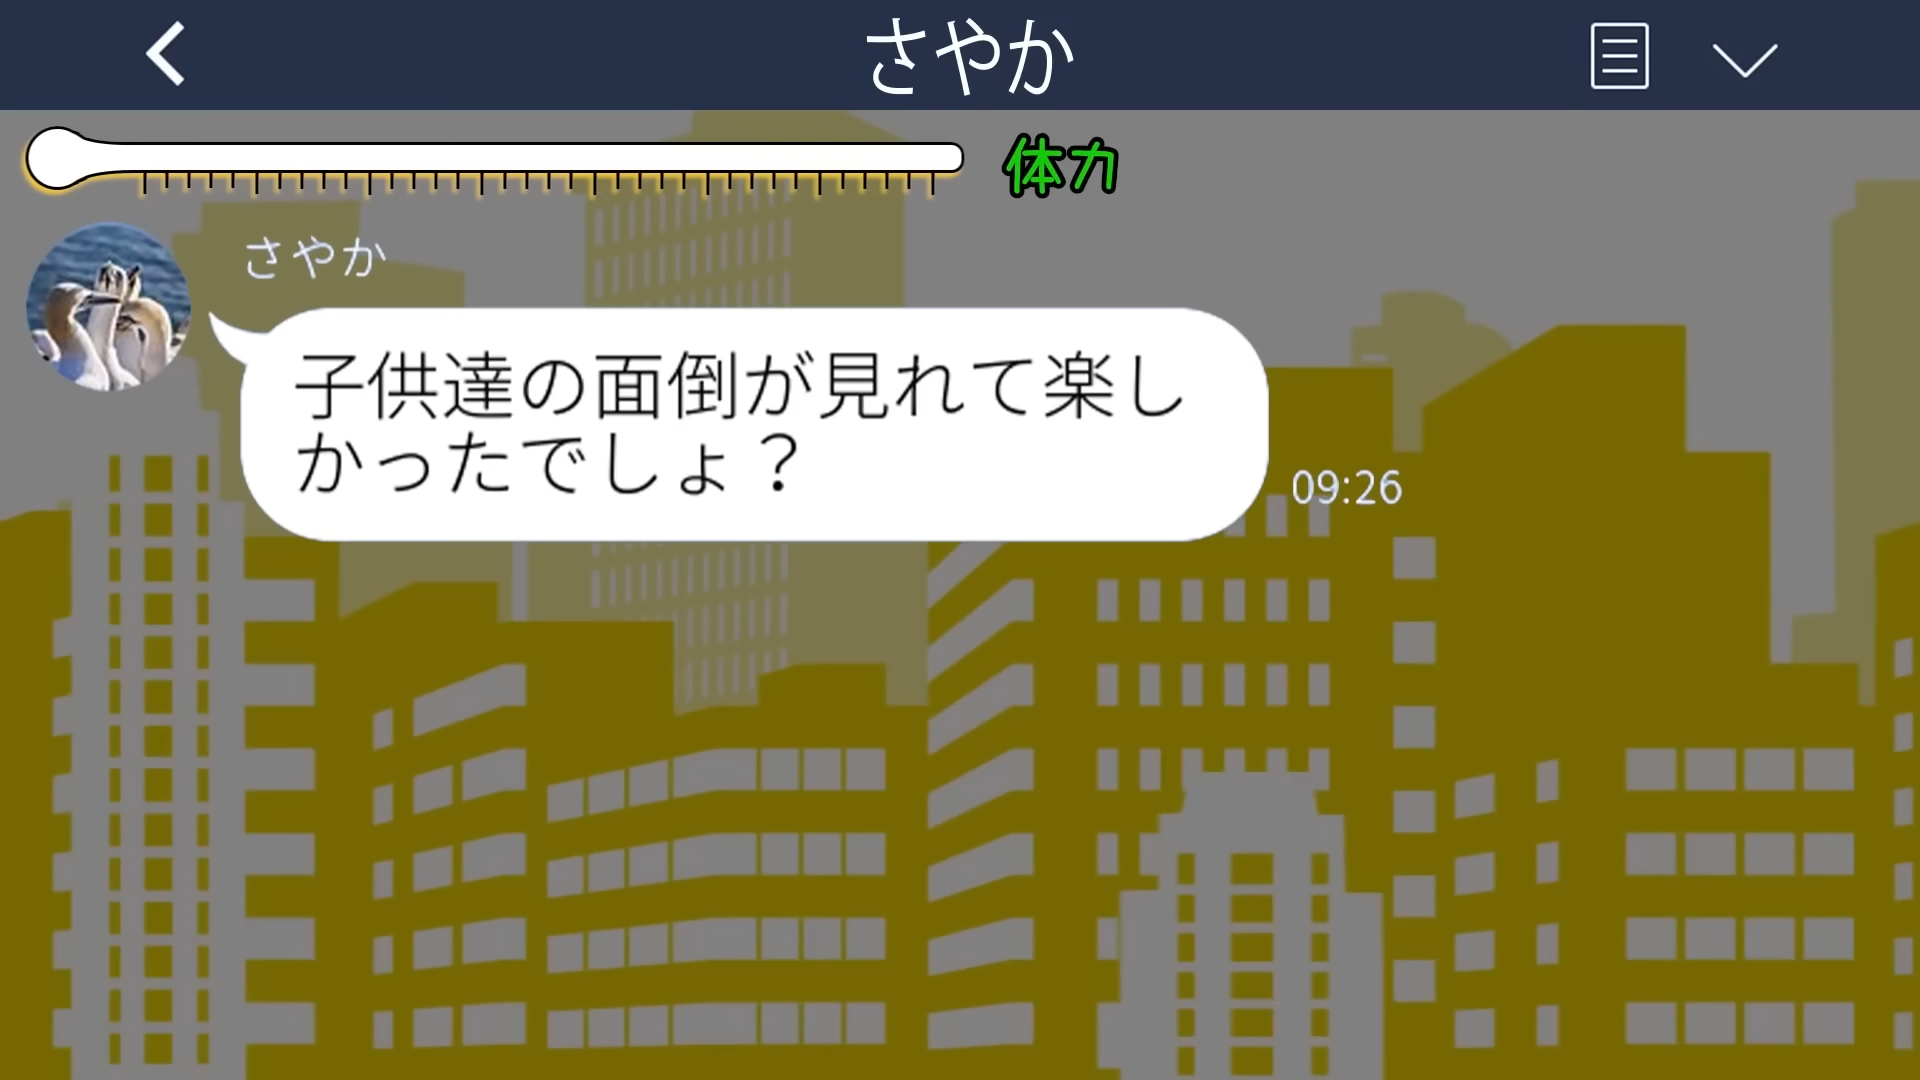 さやか
体力
さやか
子供達の面倒が見れて楽し
かったでしょ？
09:26